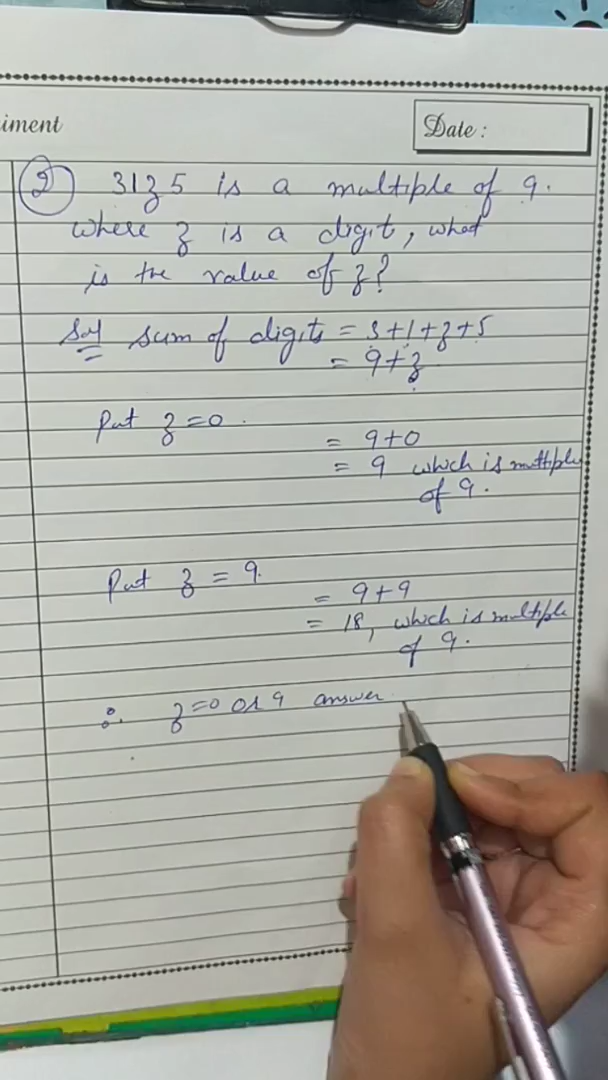 iment
Date :
2 31z5 is a multiple of 9.
where z is a digit, what
is the value of z?
Sol sum of digits = 3+1+z+5
= 9+z
Put z=0.
= 9+0
= 9 which is multiple
of 9.
Put z = 9.
= 9+9
= 18, which is multiple
of 9.
∴ z=0 or 9 answer.